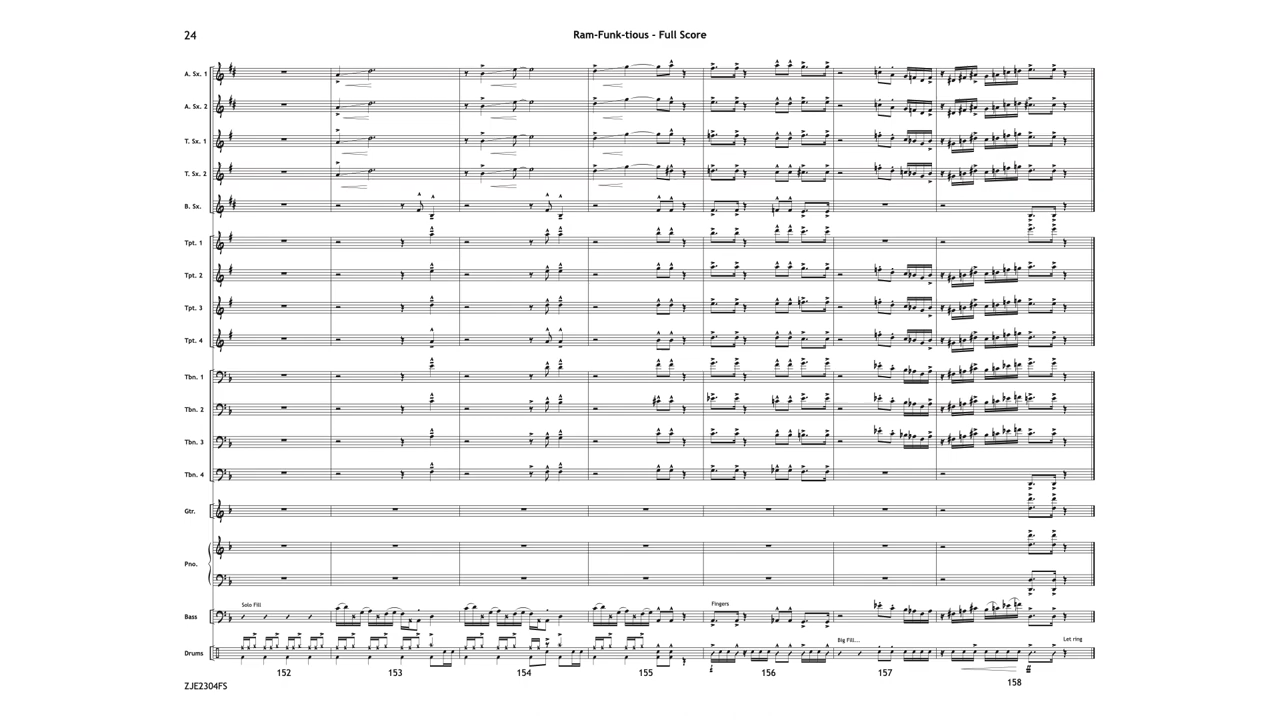 24
Ram-Funk-tious - Full Score
A. Sx. 1
A. Sx. 2
T. Sx. 1
T. Sx. 2
B. Sx.
Tpt. 1
Tpt. 2
Tpt. 3
Tpt. 4
Tbn. 1
Tbn. 2
Tbn. 3
Tbn. 4
Gtr.
Pno.
Solo Fill
Fingers
Bass
Big Fill...
Let ring
Drums
152 153 154 155 156 157 158
ZJE2304FS